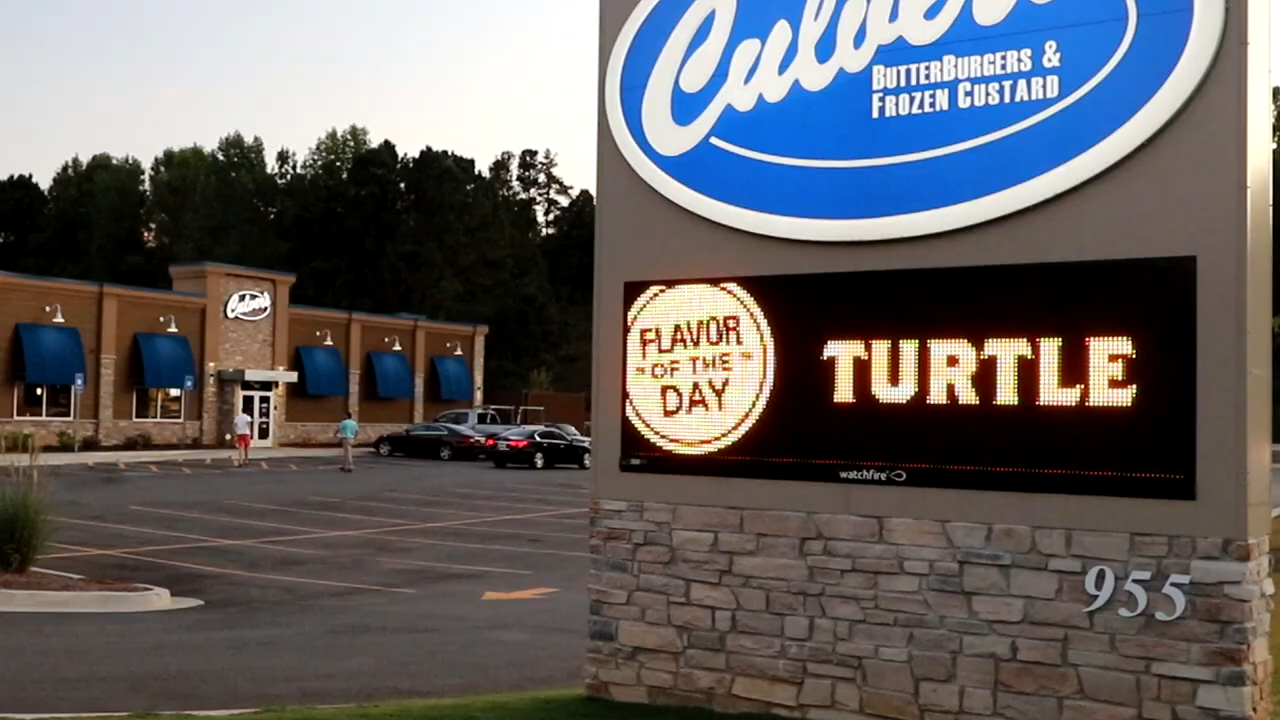 Culver's
BUTTERBURGERS &
FROZEN CUSTARD
FLAVOR
OF THE
DAY
TURTLE
watchfire
955
Culver's